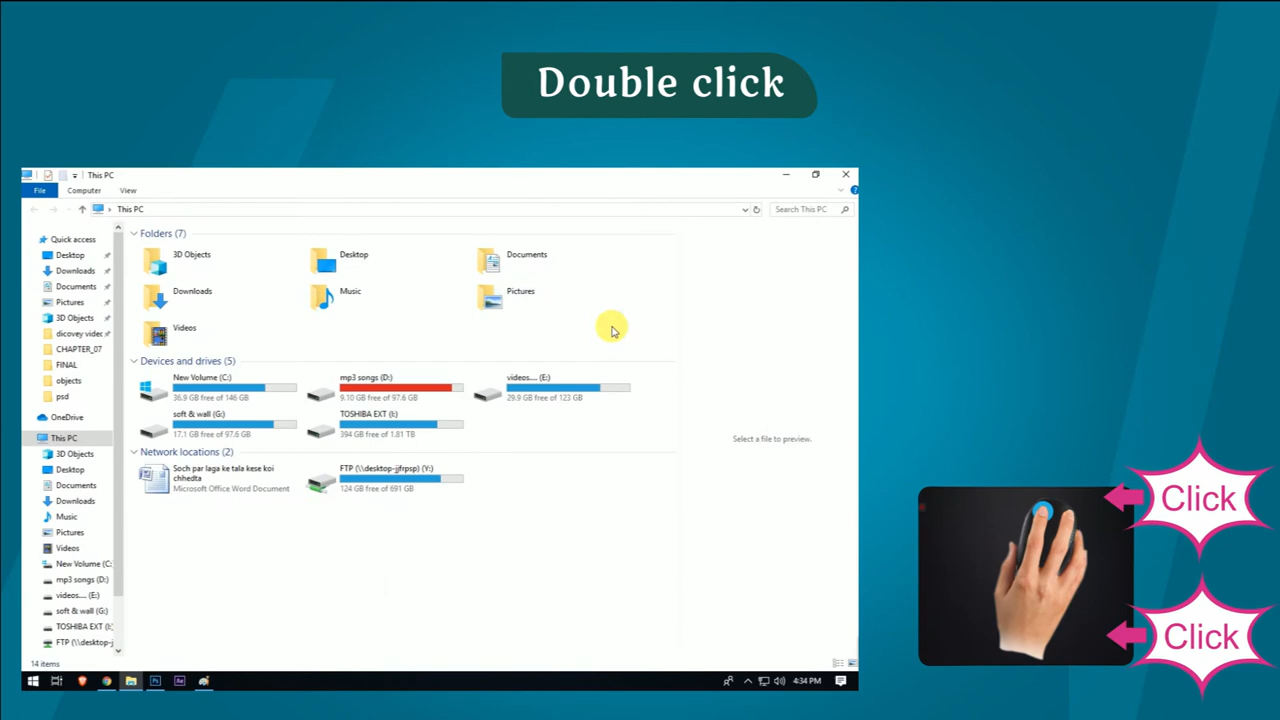 Double click
This PC
File Computer View
This PC
Search This PC
Quick access
Desktop
Downloads
Documents
Pictures
3D Objects
dicovey video
CHAPTER_07
FINAL
objects
psd
OneDrive
This PC
3D Objects
Desktop
Documents
Downloads
Music
Pictures
Videos
New Volume (C:
mp3 songs (D:)
videos.... (E:)
soft & wall (G:)
TOSHIBA EXT (I:
FTP (\\desktop-j
Folders (7)
3D Objects
Desktop
Documents
Downloads
Music
Pictures
Videos
Devices and drives (5)
New Volume (C:)
36.9 GB free of 146 GB
mp3 songs (D:)
9.10 GB free of 97.6 GB
videos.... (E:)
29.9 GB free of 123 GB
soft & wall (G:)
17.1 GB free of 97.6 GB
TOSHIBA EXT (I:)
394 GB free of 1.81 TB
Network locations (2)
Soch par laga ke tala kese koi
chhedta
Microsoft Office Word Document
FTP (\\desktop-jjfrpsp) (Y:)
124 GB free of 691 GB
Select a file to preview.
14 items
4:34 PM
Click
Click